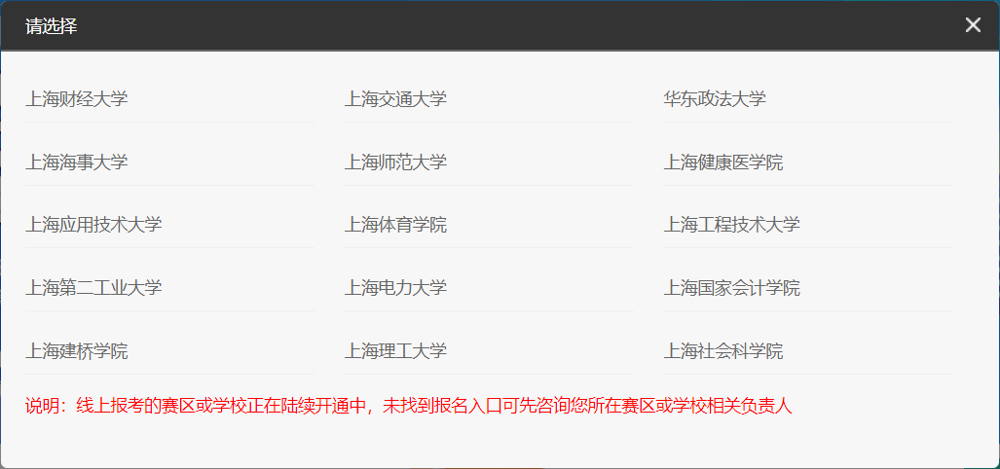 请选择
上海财经大学
上海交通大学
华东政法大学
上海海事大学
上海师范大学
上海健康医学院
上海应用技术大学
上海体育学院
上海工程技术大学
上海第二工业大学
上海电力大学
上海国家会计学院
上海建桥学院
上海理工大学
上海社会科学院
说明：线上报考的赛区或学校正在陆续开通中，未找到报名入口可先咨询您所在赛区或学校相关负责人